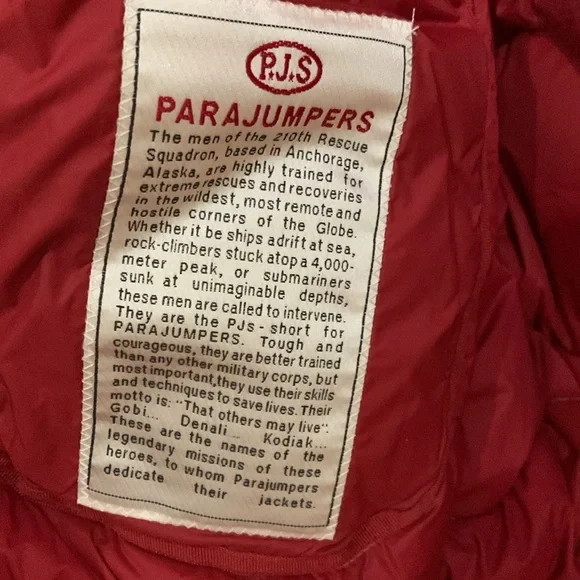 P.J.S
PARAJUMPERS
The men of the 210th Rescue
Squadron, based in Anchorage,
Alaska, are highly trained for
extreme rescues and recoveries
in the wildest, most remote and
hostile corners of the Globe.
Whether it be ships adrift at sea,
rock-climbers stuck atop a 4,000-
meter peak, or submariners
sunk at unimaginable depths,
these men are called to intervene.
They are the PJs - short for
PARAJUMPERS. Tough and
courageous, they are better trained
than any other military corps, but
most important,they use their skills
and techniques to save lives. Their
motto is: "That others may live":
Gobi... Denali... Kodiak...
These are the names of the
legendary missions of these
heroes, to whom Parajumpers
dedicate their jackets.